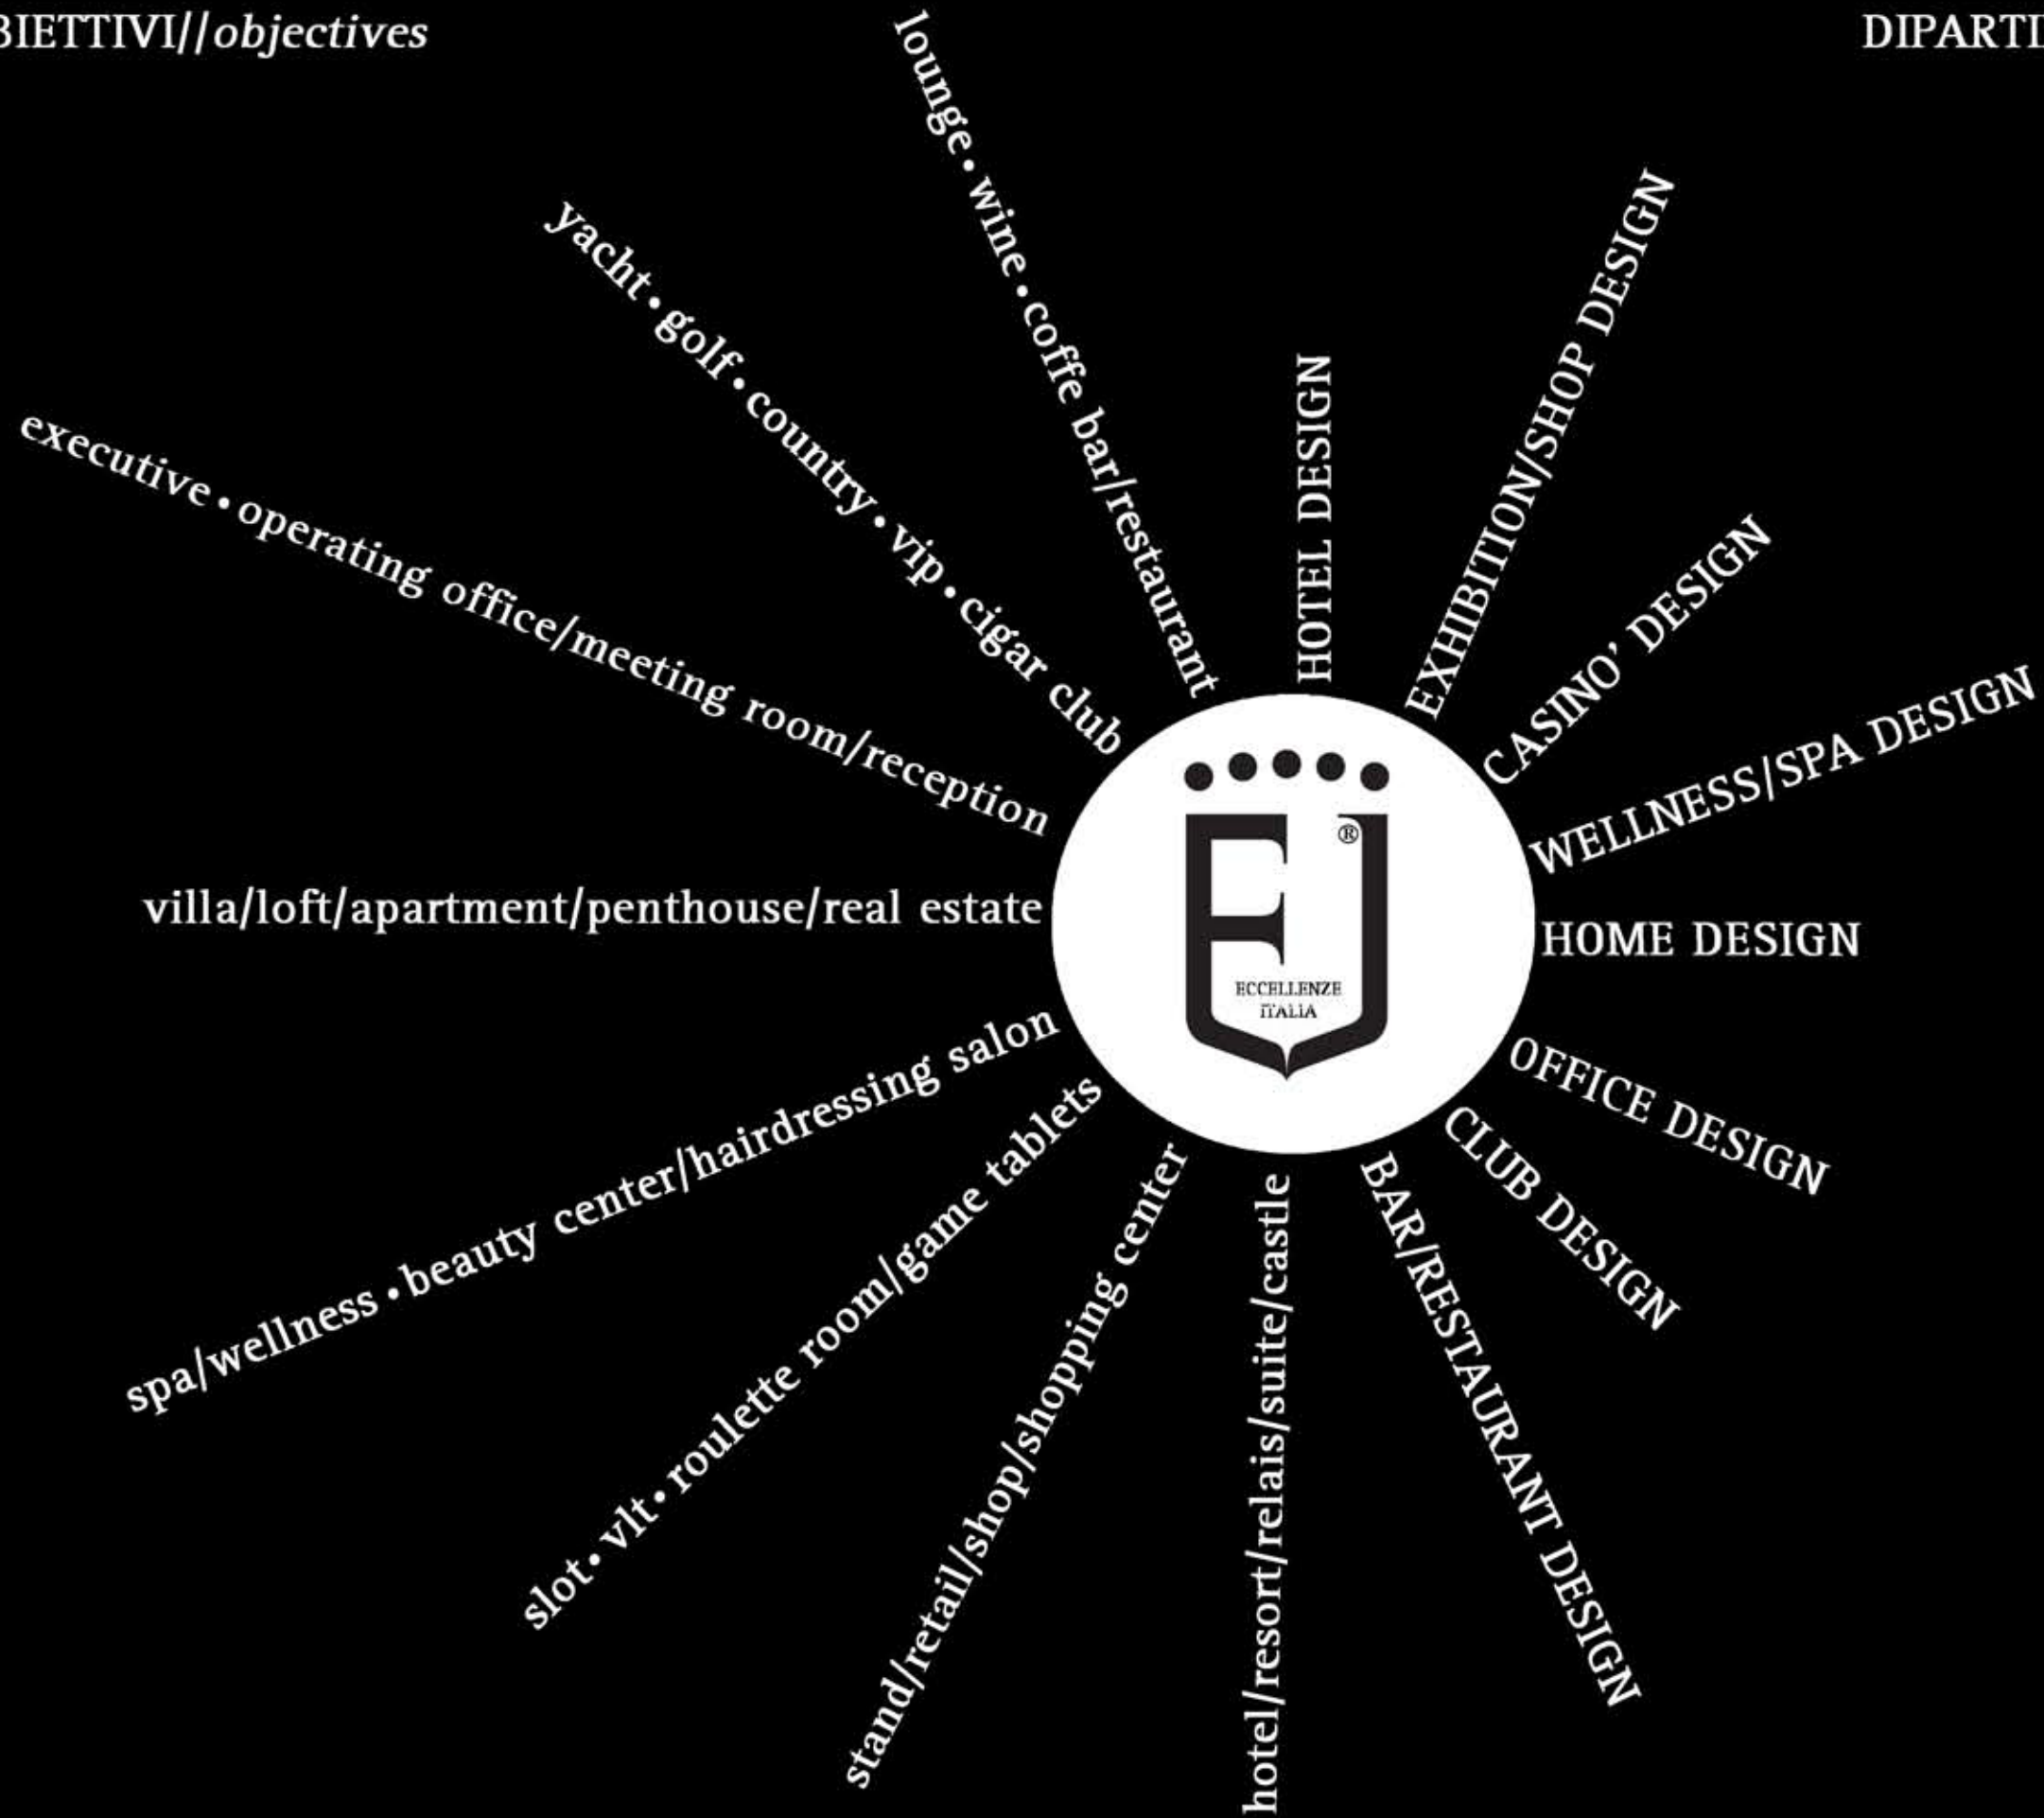 BIETTIVI//objectives
DIPARTI
lounge•wine•coffe bar/restaurant
yacht•golf•country•vip•cigar club
executive•operating office/meeting room/reception
villa/loft/apartment/penthouse/real estate
spa/wellness•beauty center/hairdressing salon
slot•vlt•roulette room/game tablets
stand/retail/shop/shopping center
hotel/resort/relais/suite/castle
HOTEL DESIGN
EXHIBITION/SHOP DESIGN
CASINO’ DESIGN
WELLNESS/SPA DESIGN
HOME DESIGN
OFFICE DESIGN
CLUB DESIGN
BAR/RESTAURANT DESIGN
EI
®
ECCELLENZE
ITALIA